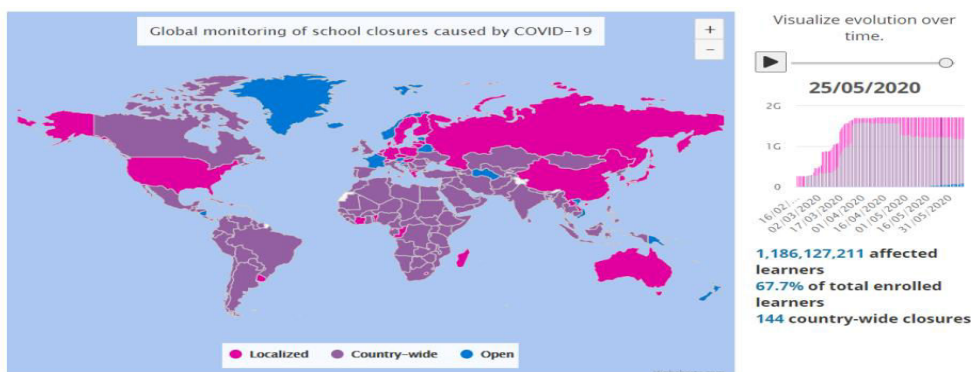 Global monitoring of school closures caused by COVID-19
+
−
Localized
Country-wide
Open
Visualize evolution over
time.
25/05/2020
2G
1G
0
16/02/...
02/03/2020
17/03/2020
01/04/2020
16/04/2020
01/05/2020
16/05/2020
31/05/2020
1,186,127,211 affected
learners
67.7% of total enrolled
learners
144 country-wide closures